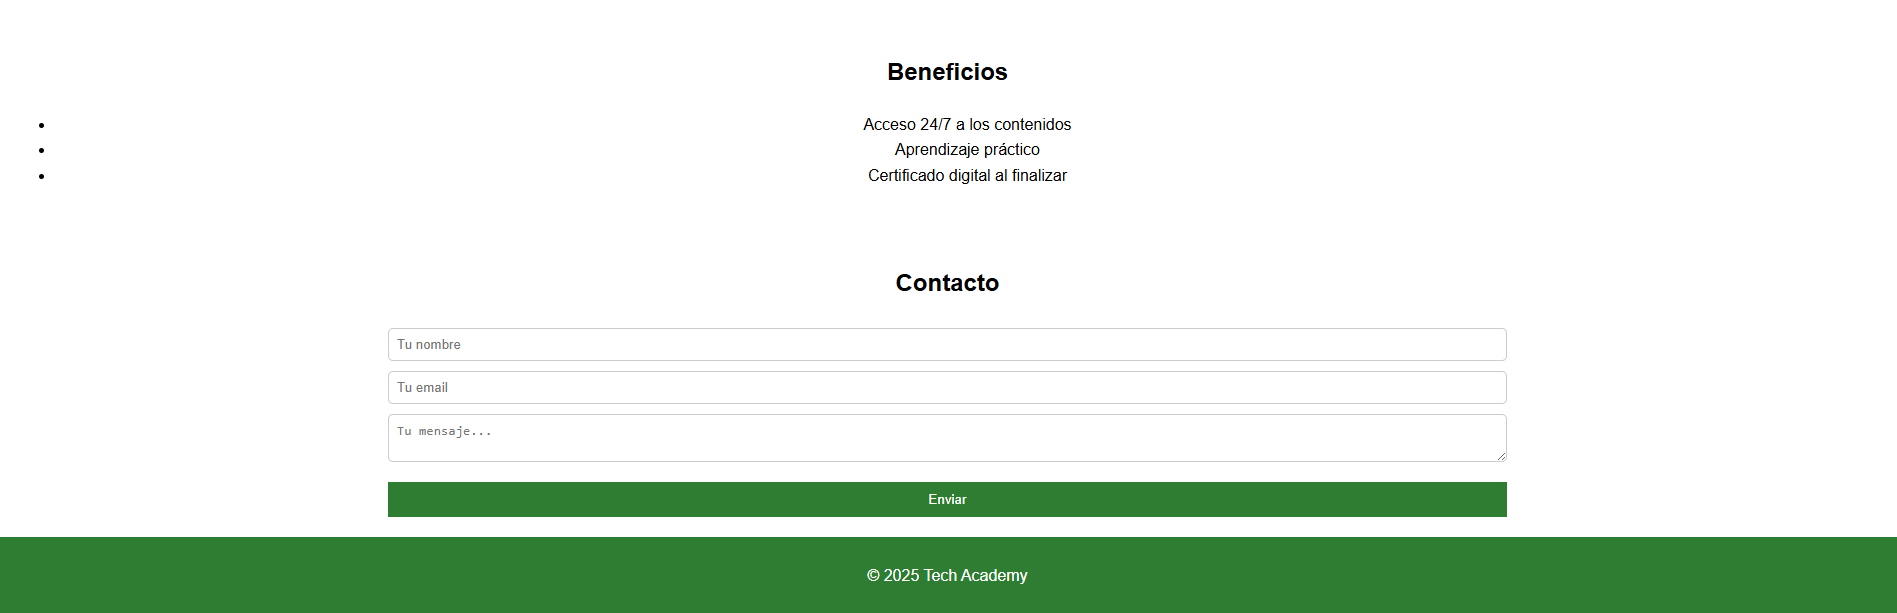 Beneficios
• Acceso 24/7 a los contenidos
• Aprendizaje práctico
• Certificado digital al finalizar
Contacto
Tu nombre
Tu email
Tu mensaje...
Enviar
© 2025 Tech Academy